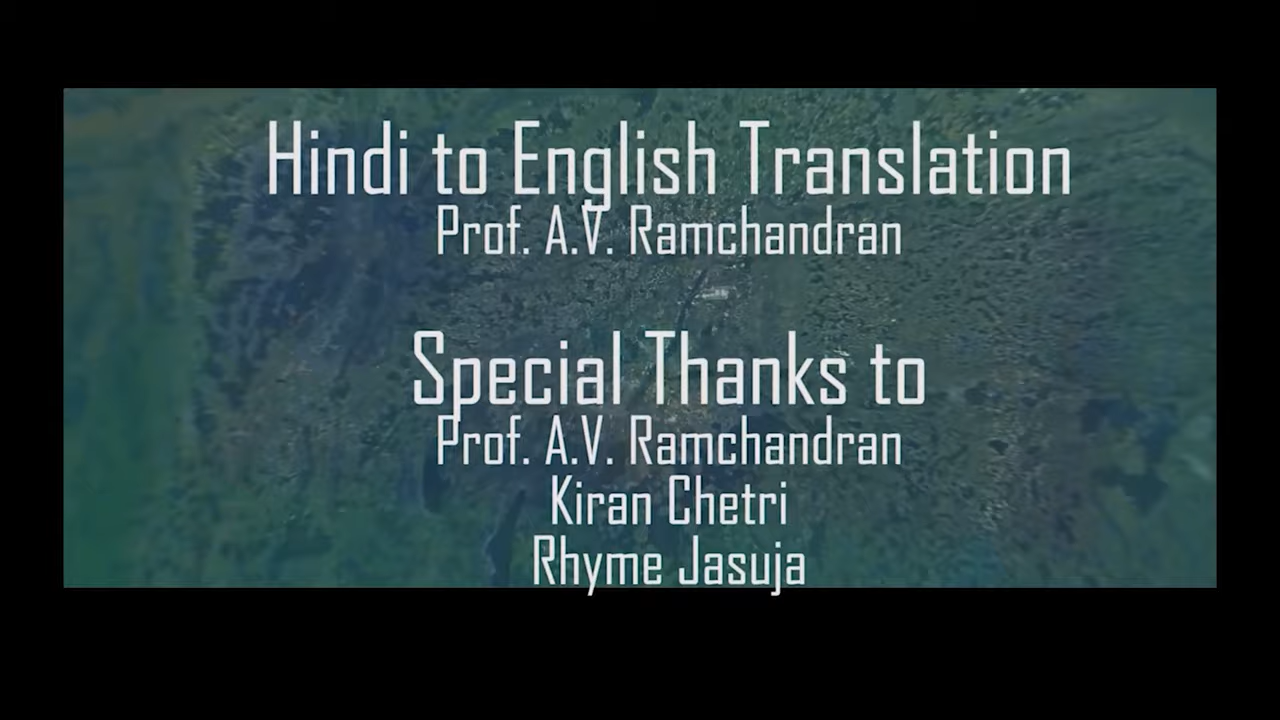 Hindi to English Translation
Prof. A.V. Ramchandran
Special Thanks to
Prof. A.V. Ramchandran
Kiran Chetri
Rhyme Jasuja